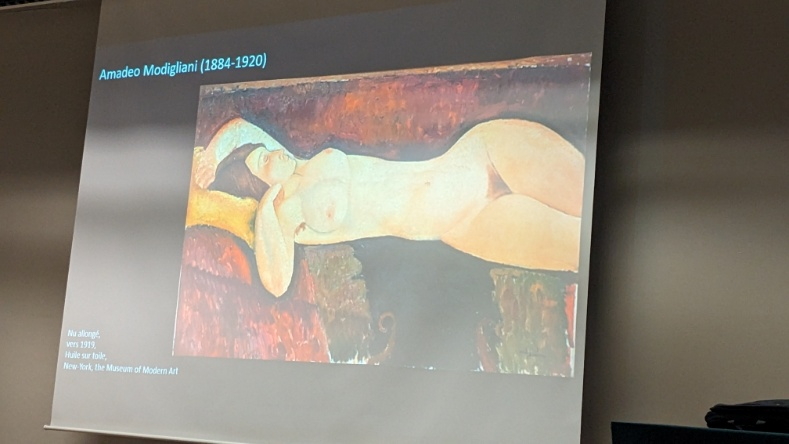 Amadeo Modigliani (1884-1920)
Nu allongé,
vers 1919,
Huile sur toile,
New-York, the Museum of Modern Art